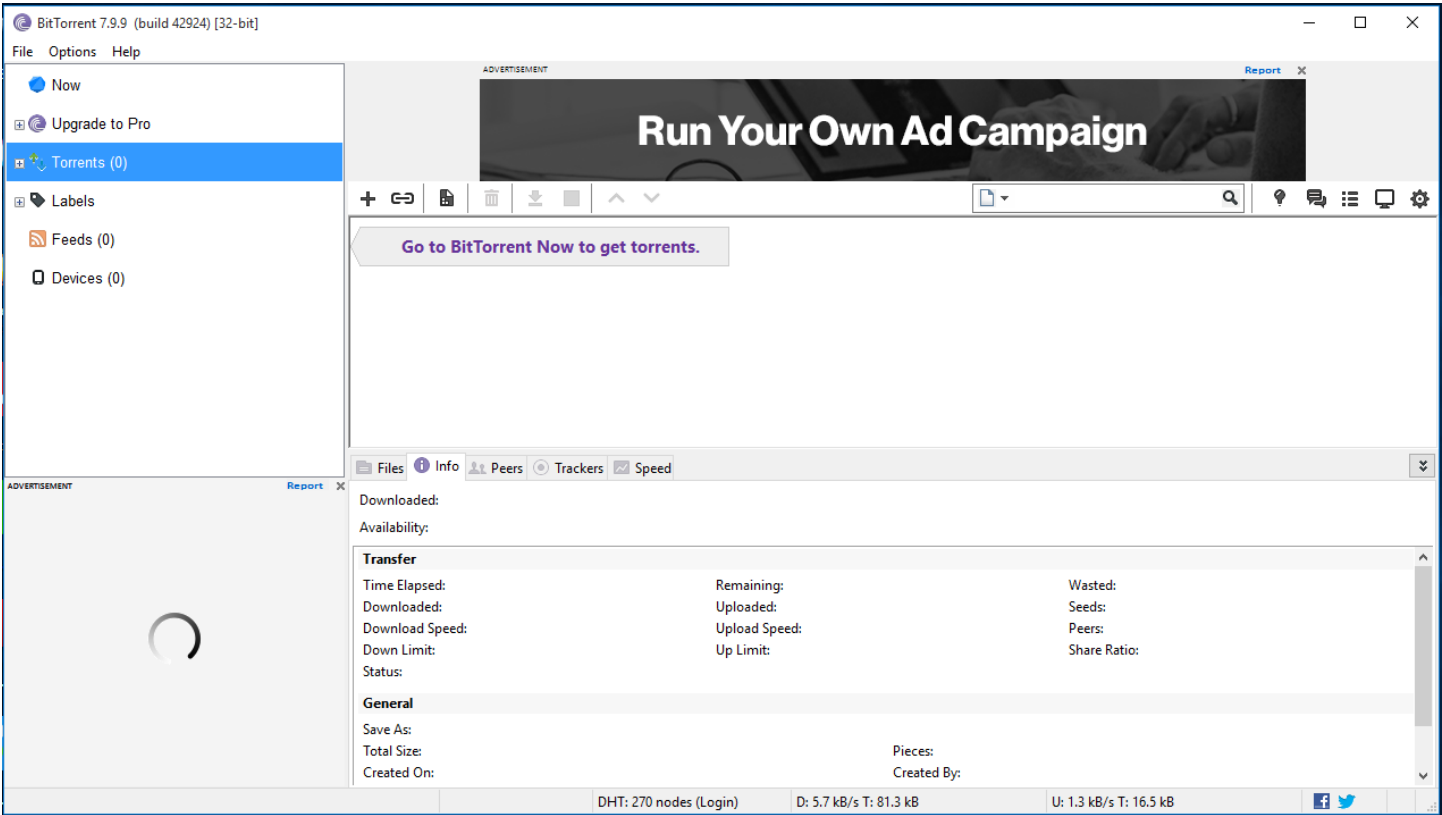 BitTorrent 7.9.9 (build 42924) [32-bit]
File Options Help
Now
Upgrade to Pro
Torrents (0)
Labels
Feeds (0)
Devices (0)
ADVERTISEMENT Report
Run Your Own Ad Campaign
Go to BitTorrent Now to get torrents.
ADVERTISEMENT Report
Files Info Peers Trackers Speed
Downloaded:
Availability:
Transfer
Time Elapsed: Remaining: Wasted:
Downloaded: Uploaded: Seeds:
Download Speed: Upload Speed: Peers:
Down Limit: Up Limit: Share Ratio:
Status:
General
Save As:
Total Size: Pieces:
Created On: Created By:
DHT: 270 nodes (Login) D: 5.7 kB/s T: 81.3 kB U: 1.3 kB/s T: 16.5 kB